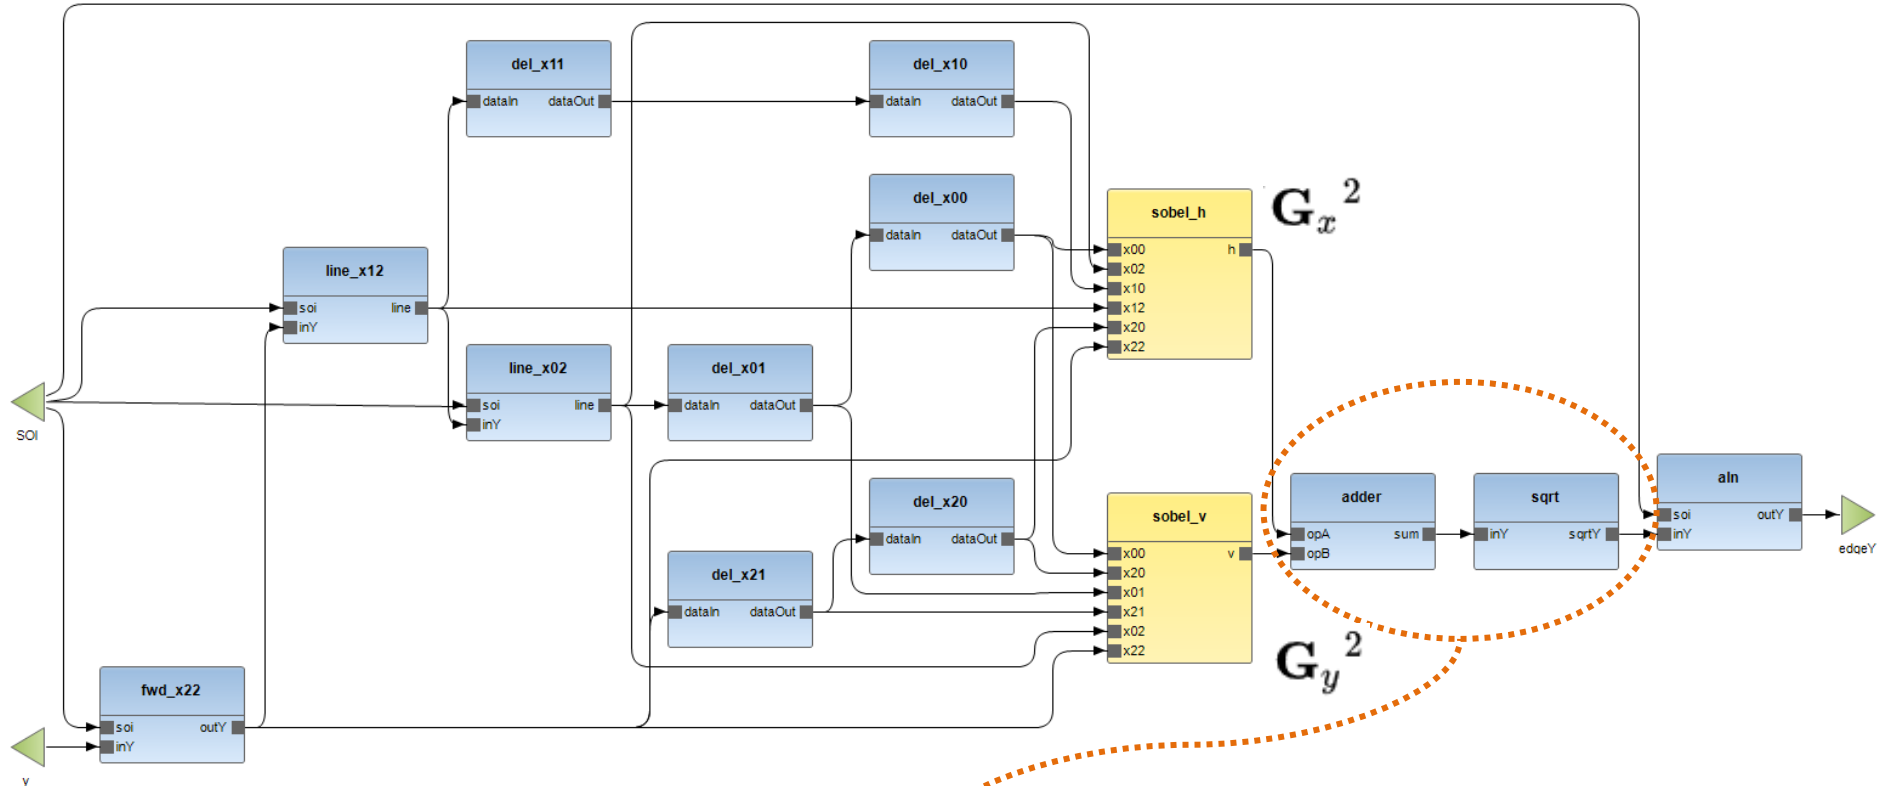 del_x11
dataIn dataOut
del_x10
dataIn dataOut
del_x00
dataIn dataOut
sobel_h
x00 h
x02
x10
x12
x20
x22
𝐆ₓ²
line_x12
soi line
inY
line_x02
soi line
inY
del_x01
dataIn dataOut
SOI
del_x20
dataIn dataOut
del_x21
dataIn dataOut
sobel_v
x00 v
x20
x01
x21
x02
x22
𝐆ᵧ²
adder
opA sum
opB
sqrt
inY sqrtY
aln
soi outY
inY
edgeY
fwd_x22
soi outY
inY
y